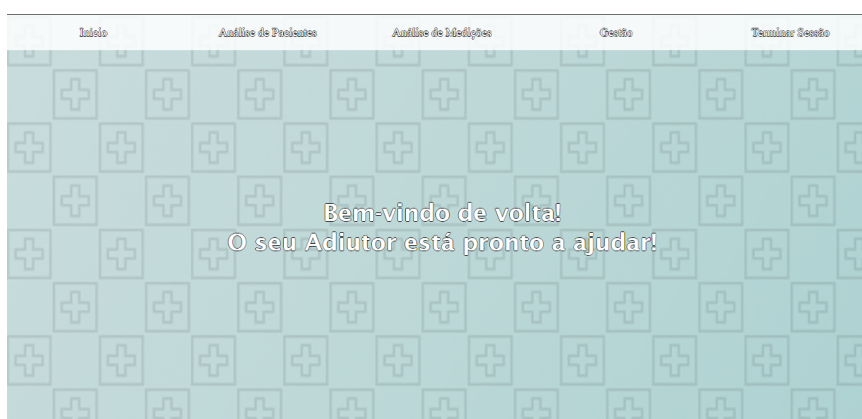 Início
Análise de Pacientes
Análise de Medições
Gestão
Terminar Sessão
Bem-vindo de volta!
O seu Adiutor está pronto a ajudar!